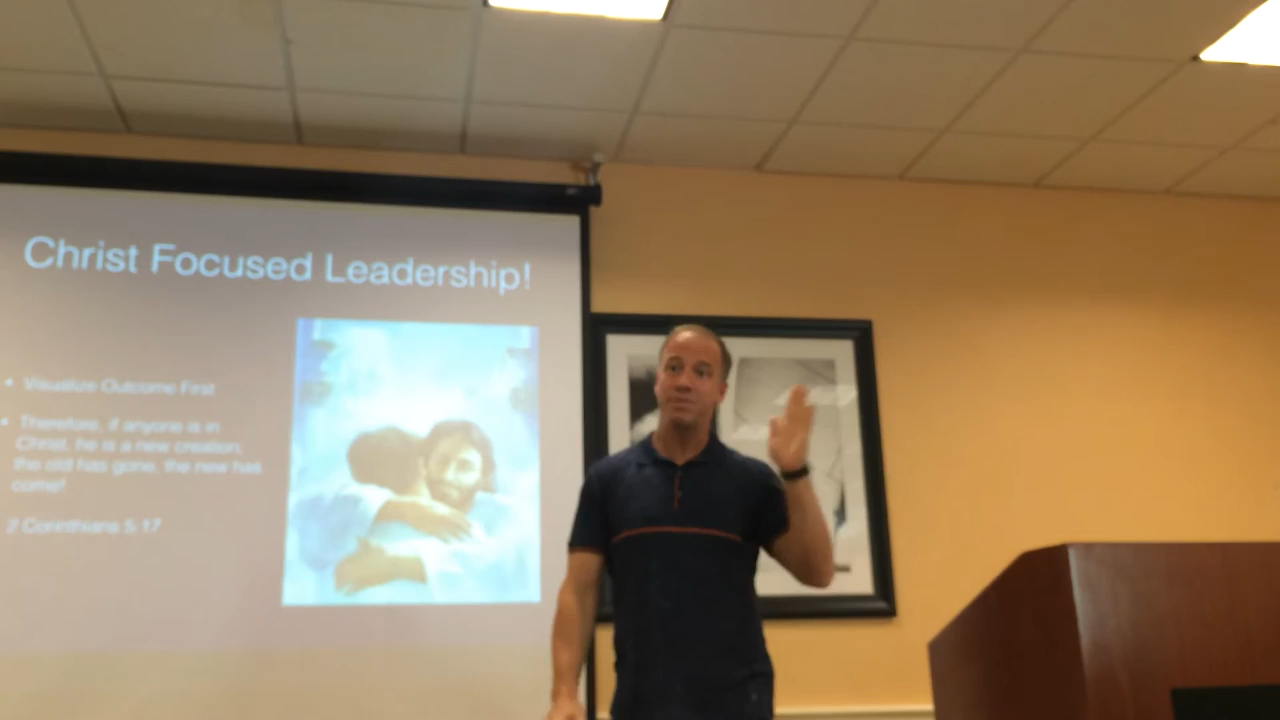 Christ Focused Leadership!
• Visualize Outcome First
• Therefore, if anyone is in
Christ, he is a new creation;
the old has gone, the new has
come!
2 Corinthians 5:17